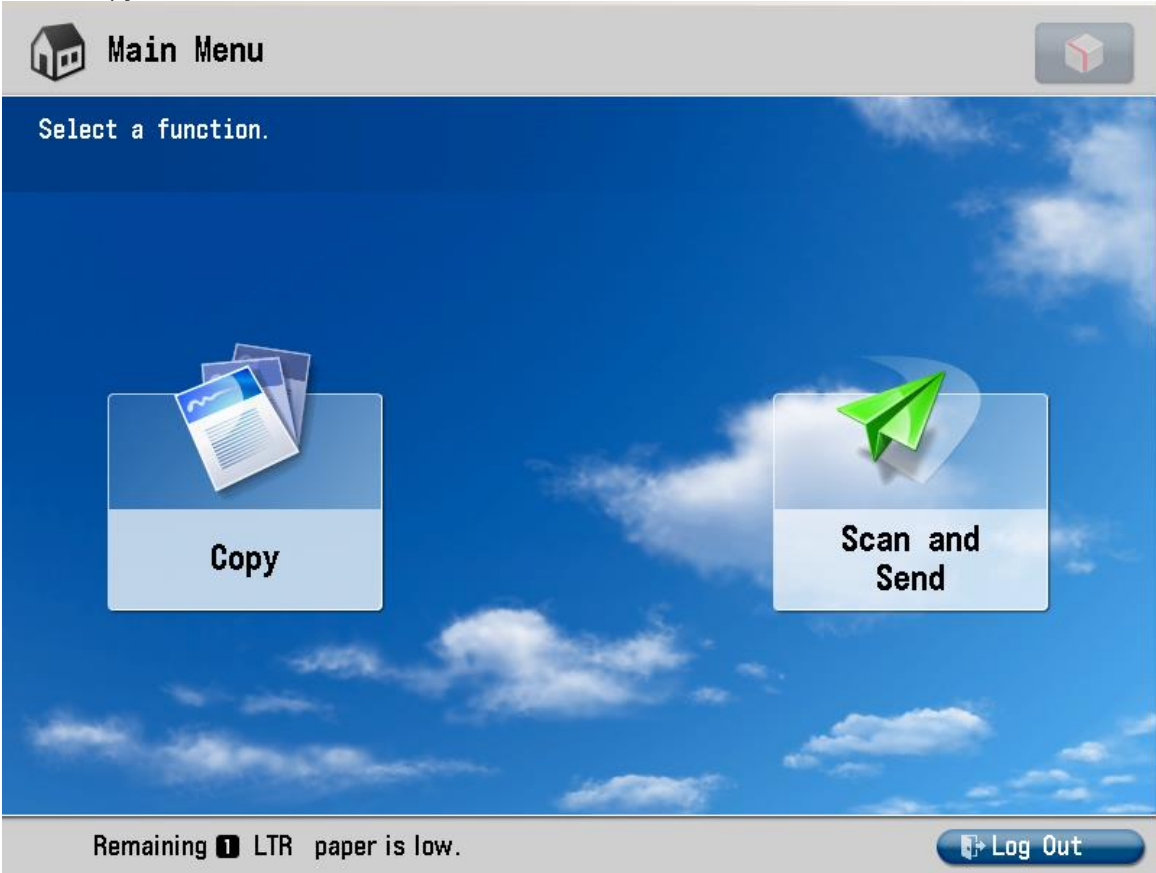 Main Menu
Select a function.
Copy
Scan and
Send
Remaining 1 LTR paper is low.
Log Out